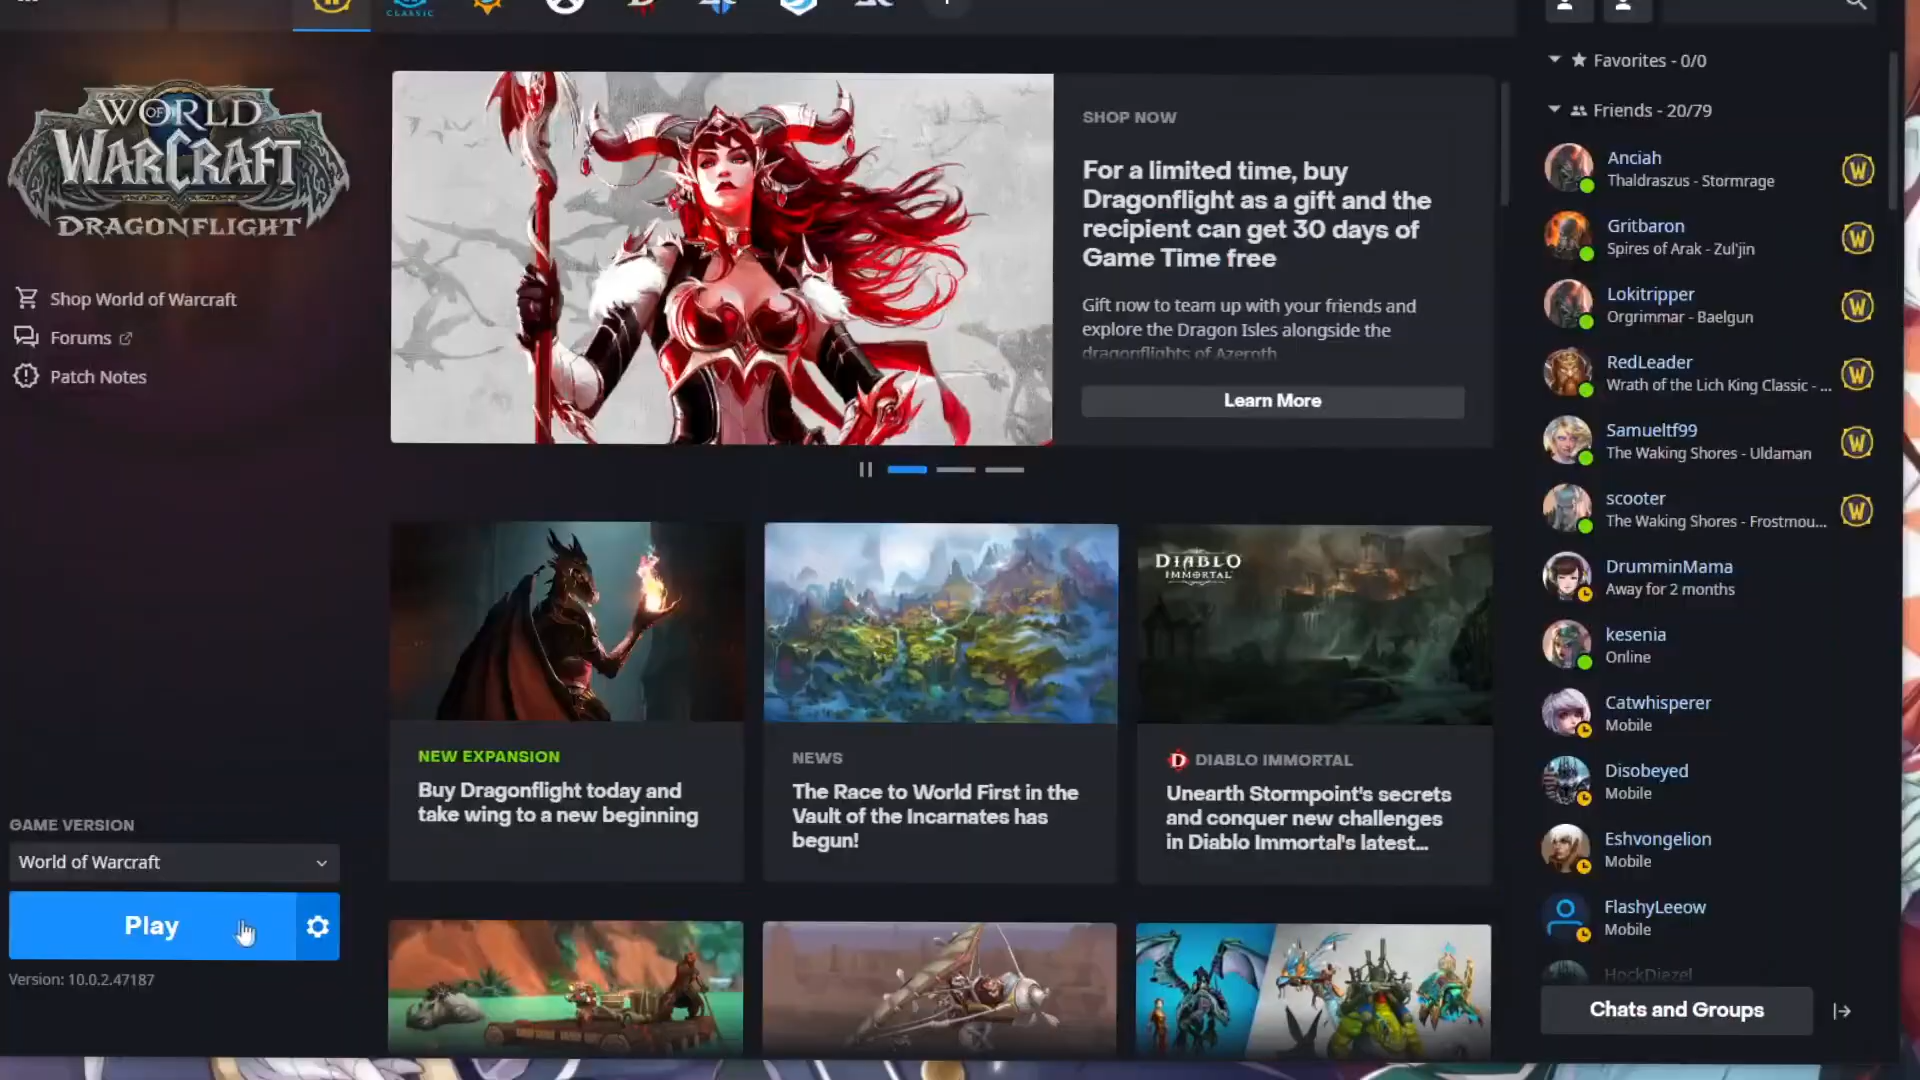 CLASSIC
WORLD
OF
WARCRAFT
DRAGONFLIGHT
Shop World of Warcraft
Forums
Patch Notes
GAME VERSION
World of Warcraft
Play
Version: 10.0.2.47187
SHOP NOW
For a limited time, buy
Dragonflight as a gift and the
recipient can get 30 days of
Game Time free
Gift now to team up with your friends and
explore the Dragon Isles alongside the
dragonflights of Azeroth
Learn More
NEW EXPANSION
Buy Dragonflight today and
take wing to a new beginning
NEWS
The Race to World First in the
Vault of the Incarnates has
begun!
DIABLO
IMMORTAL
DIABLO IMMORTAL
Unearth Stormpoint's secrets
and conquer new challenges
in Diablo Immortal's latest...
Favorites - 0/0
Friends - 20/79
Anciah
Thaldraszus - Stormrage
Gritbaron
Spires of Arak - Zul'jin
Lokitripper
Orgrimmar - Baelgun
RedLeader
Wrath of the Lich King Classic - ...
Samueltf99
The Waking Shores - Uldaman
scooter
The Waking Shores - Frostmou...
DrumminMama
Away for 2 months
kesenia
Online
Catwhisperer
Mobile
Disobeyed
Mobile
Eshvongelion
Mobile
FlashyLeeow
Mobile
HockDiezel
Chats and Groups